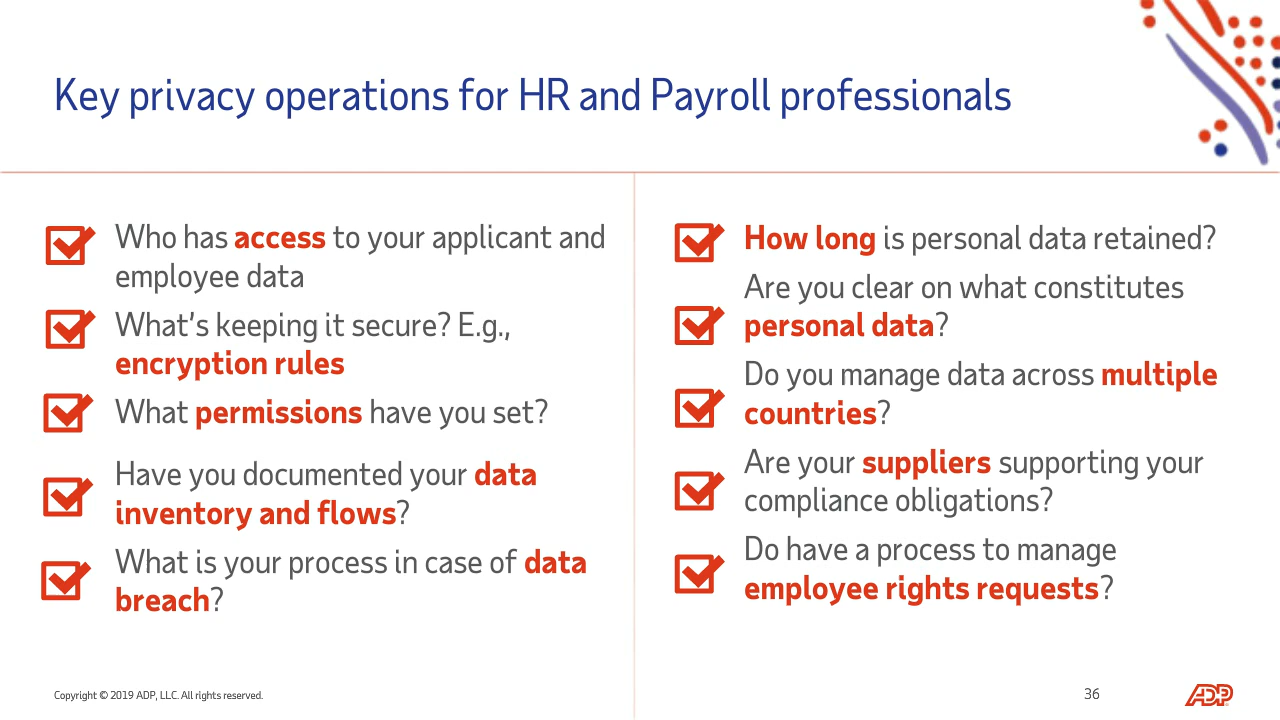 Key privacy operations for HR and Payroll professionals
Who has access to your applicant and
employee data
What's keeping it secure? E.g.,
encryption rules
What permissions have you set?
Have you documented your data
inventory and flows?
What is your process in case of data
breach?
How long is personal data retained?
Are you clear on what constitutes
personal data?
Do you manage data across multiple
countries?
Are your suppliers supporting your
compliance obligations?
Do have a process to manage
employee rights requests?
Copyright © 2019 ADP, LLC. All rights reserved.
36
ADP